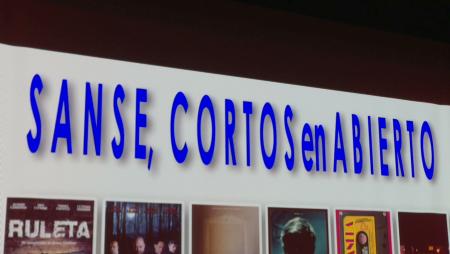 SANSE, CORTOS en ABIERTO
RULETA